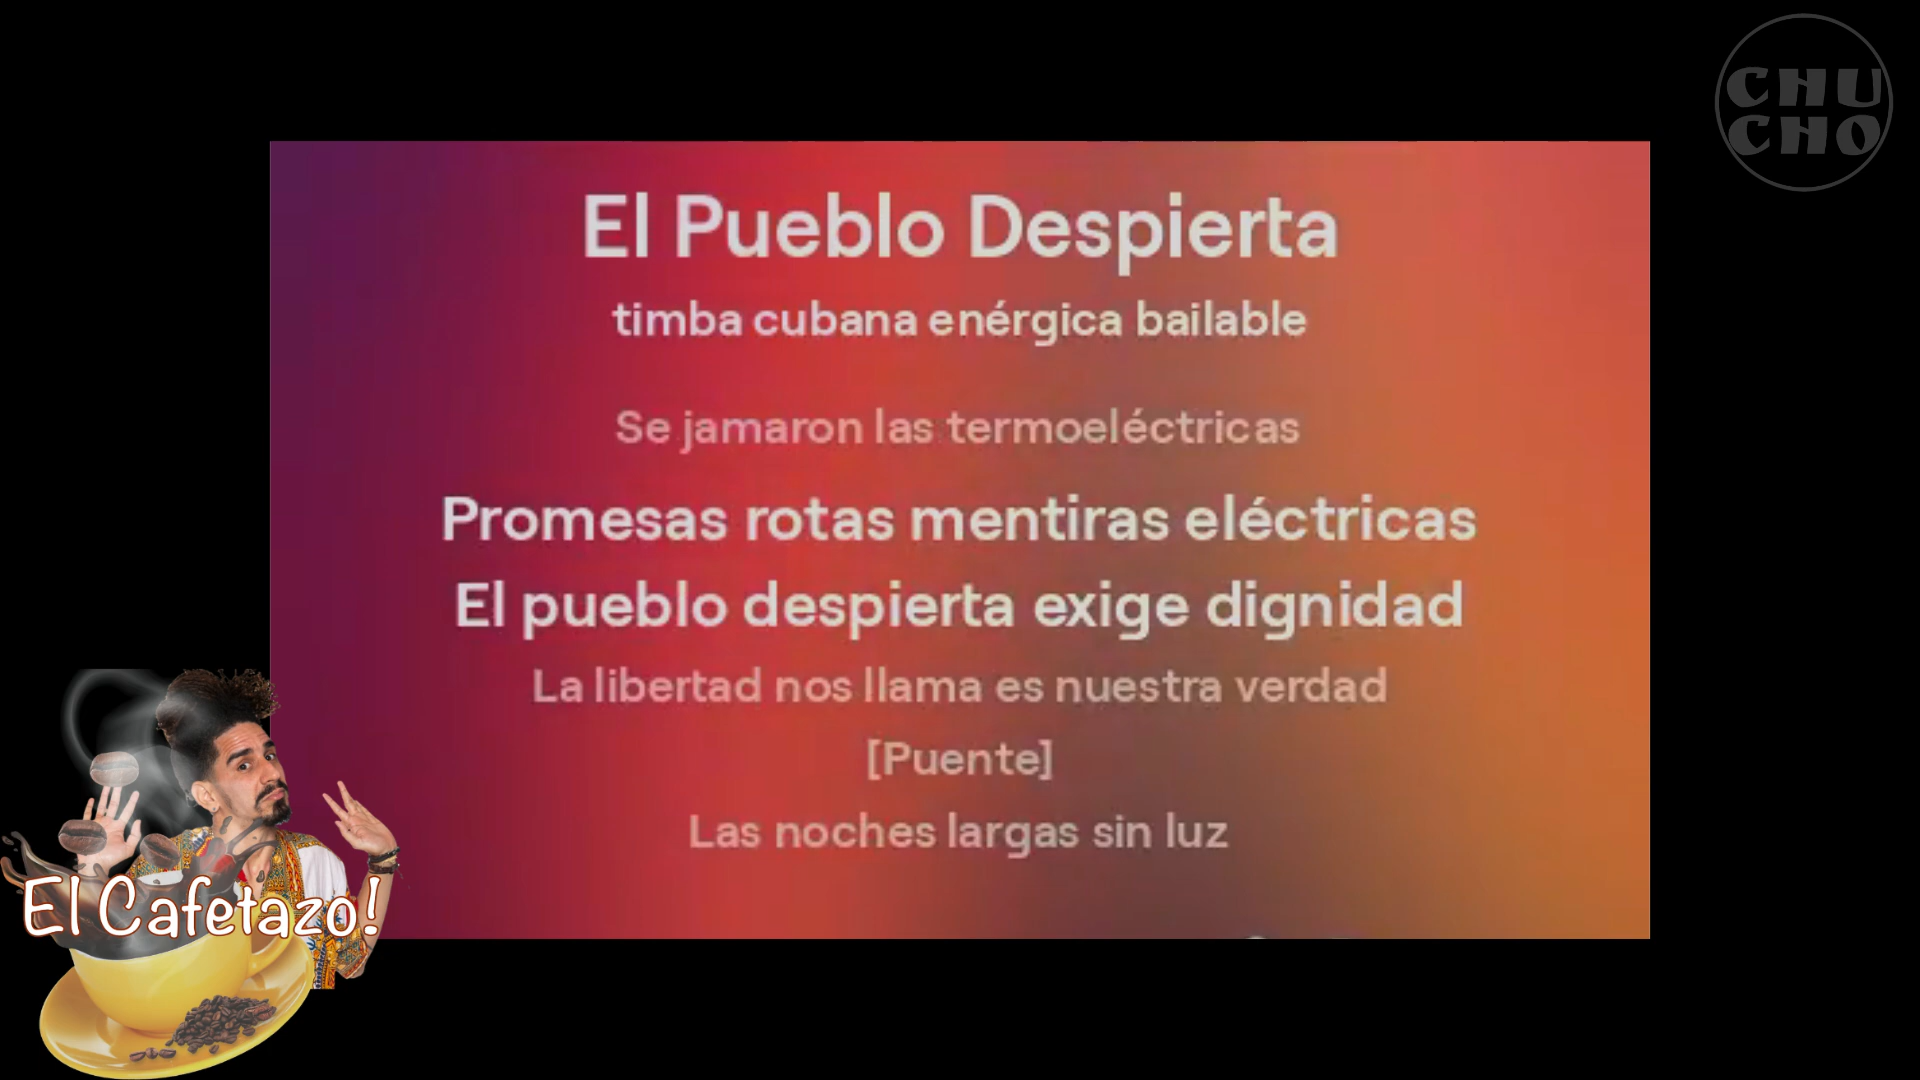 CHU
CHO
El Pueblo Despierta
timba cubana enérgica bailable
Se jamaron las termoeléctricas
Promesas rotas mentiras eléctricas
El pueblo despierta exige dignidad
La libertad nos llama es nuestra verdad
[Puente]
Las noches largas sin luz
El Cafetazo!